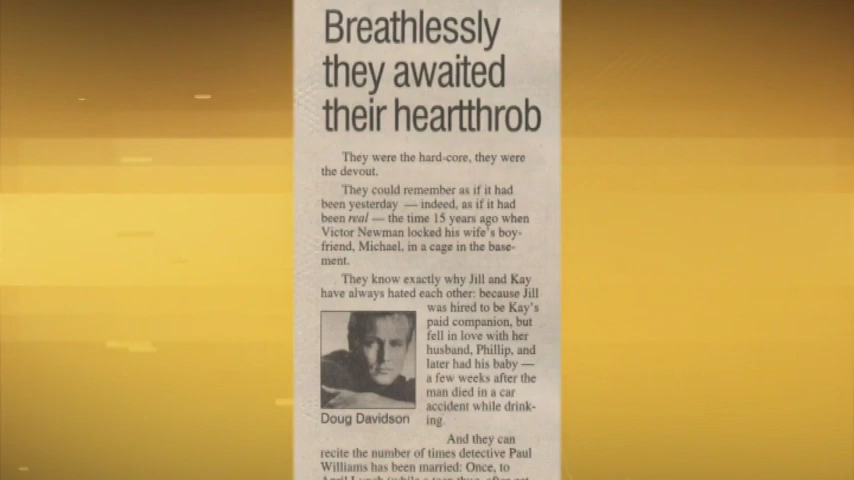 Breathlessly
they awaited
their heartthrob
They were the hard-core, they were
the devout.
They could remember as if it had
been yesterday — indeed, as if it had
been real — the time 15 years ago when
Victor Newman locked his wife's boy-
friend, Michael, in a cage in the base-
ment.
They know exactly why Jill and Kay
have always hated each other: because Jill
was hired to be Kay's
paid companion, but
fell in love with her
husband, Phillip, and
later had his baby —
a few weeks after the
man died in a car
accident while drink-
ing.
Doug Davidson
And they can
recite the number of times detective Paul
Williams has been married: Once, to